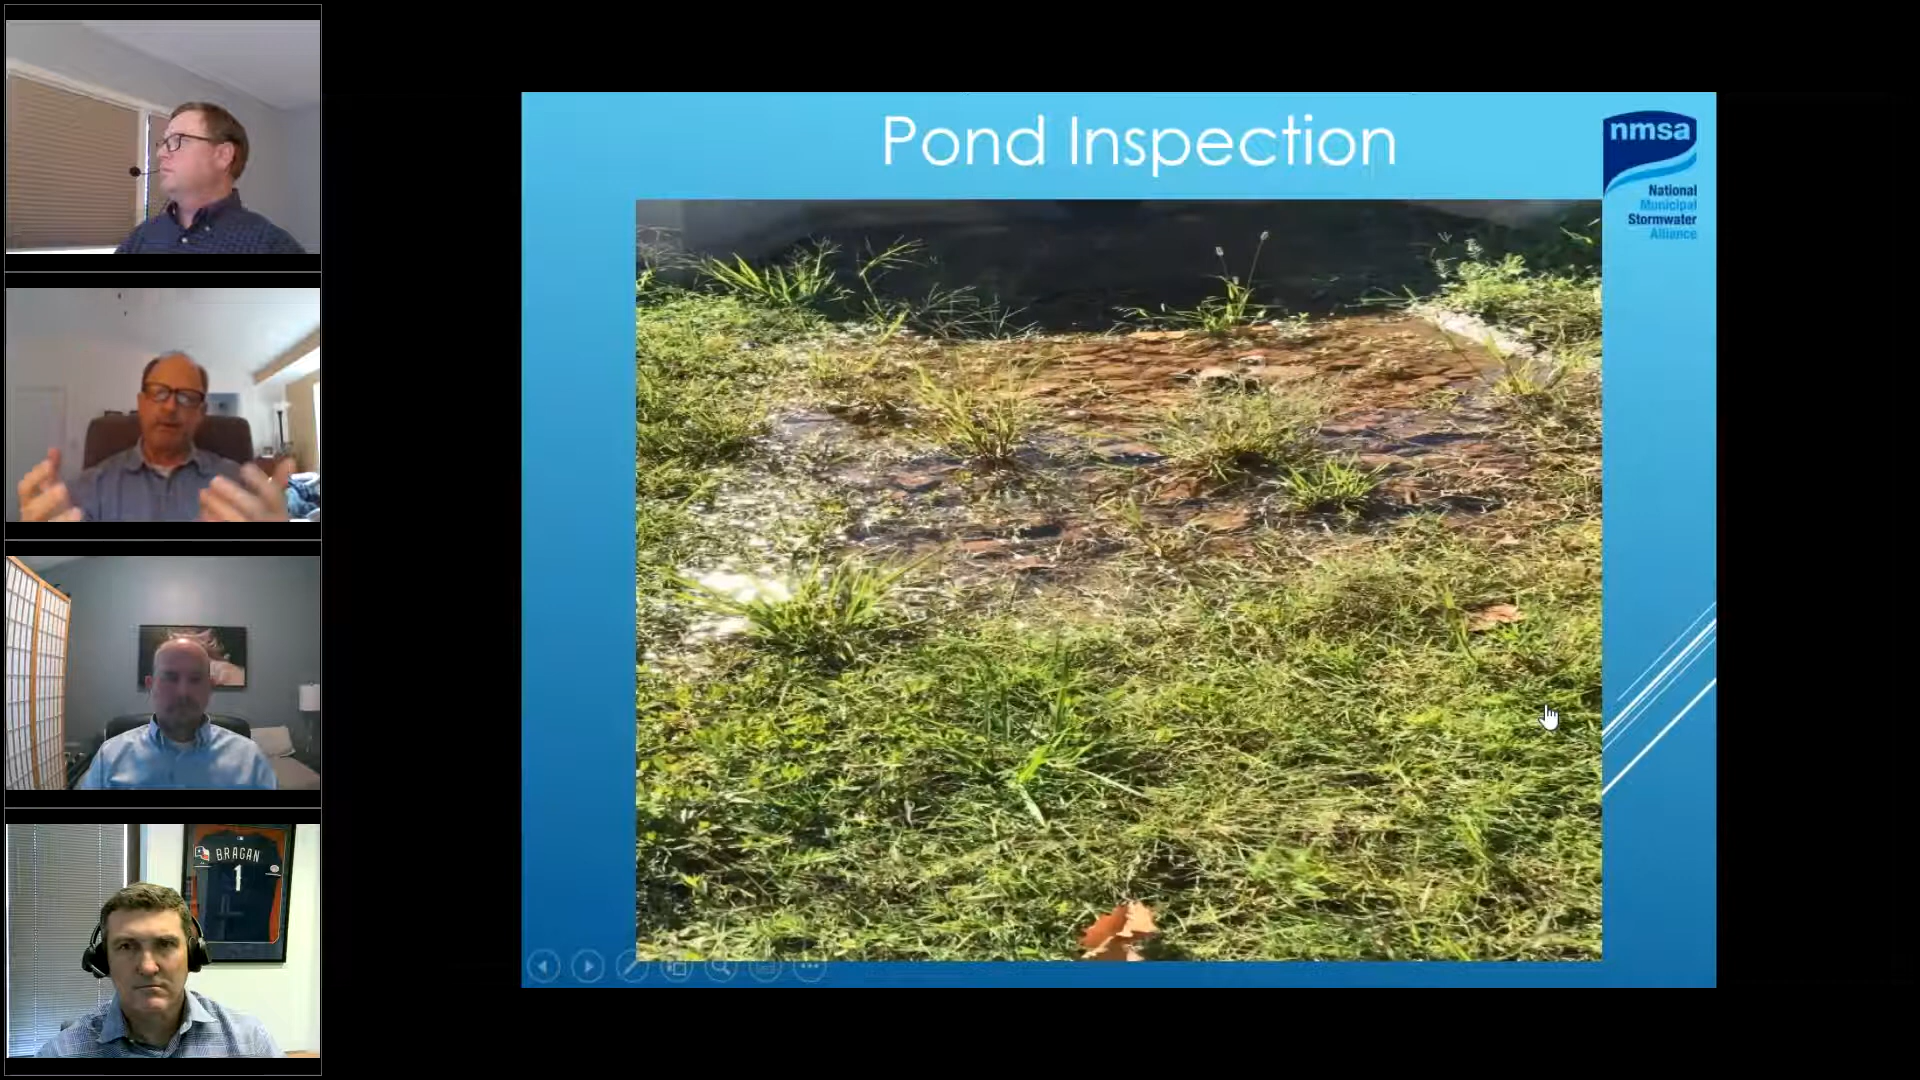 Pond Inspection
nmsa
National
Municipal
Stormwater
Alliance
BRAGAN
1